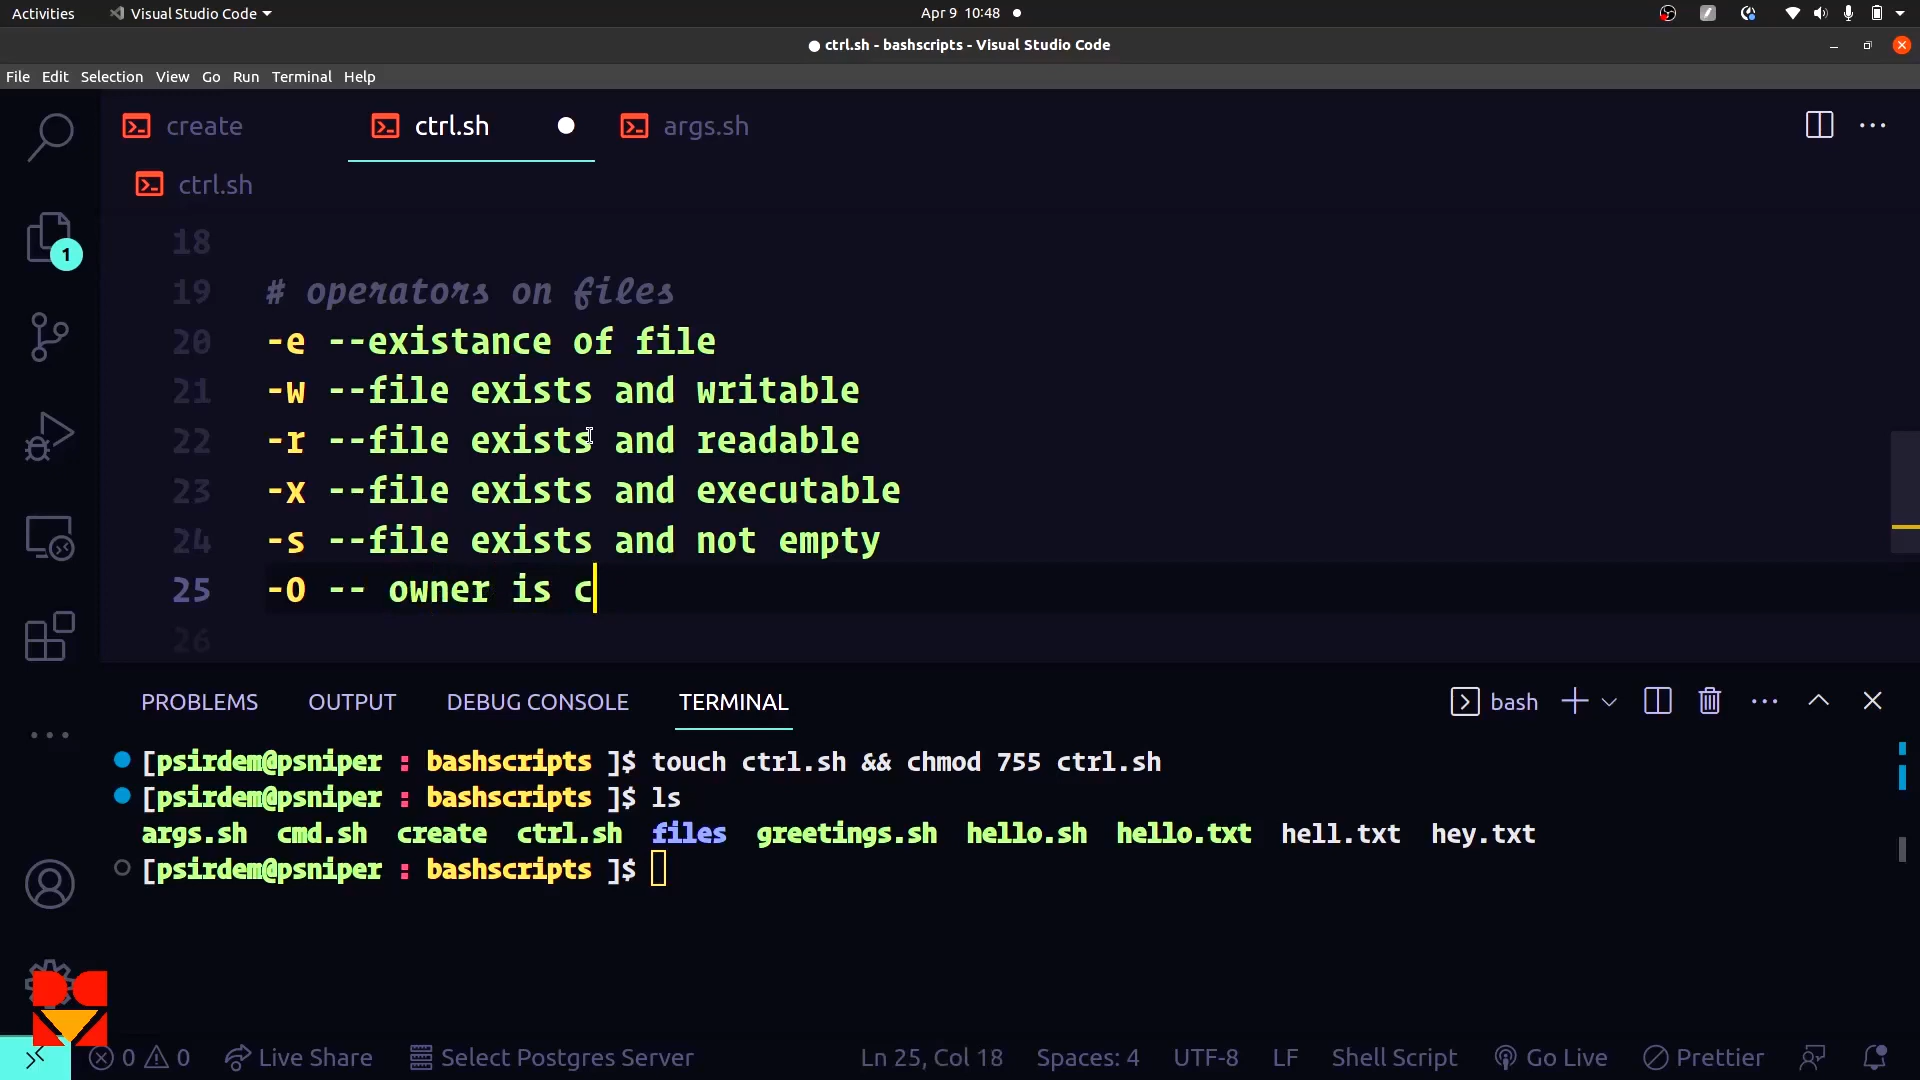 Activities Visual Studio Code Apr 9 10:48
ctrl.sh - bashscripts - Visual Studio Code
File Edit Selection View Go Run Terminal Help
create ctrl.sh args.sh
ctrl.sh
18
19 # operators on files
20 -e --existance of file
21 -w --file exists and writable
22 -r --file exists and readable
23 -x --file exists and executable
24 -s --file exists and not empty
25 -O -- owner is c
26
1
PROBLEMS OUTPUT DEBUG CONSOLE TERMINAL bash
[psirdem@psniper : bashscripts ]$ touch ctrl.sh && chmod 755 ctrl.sh
[psirdem@psniper : bashscripts ]$ ls
args.sh cmd.sh create ctrl.sh files greetings.sh hello.sh hello.txt hell.txt hey.txt
[psirdem@psniper : bashscripts ]$
0 0 Live Share Select Postgres Server Ln 25, Col 18 Spaces: 4 UTF-8 LF Shell Script Go Live Prettier